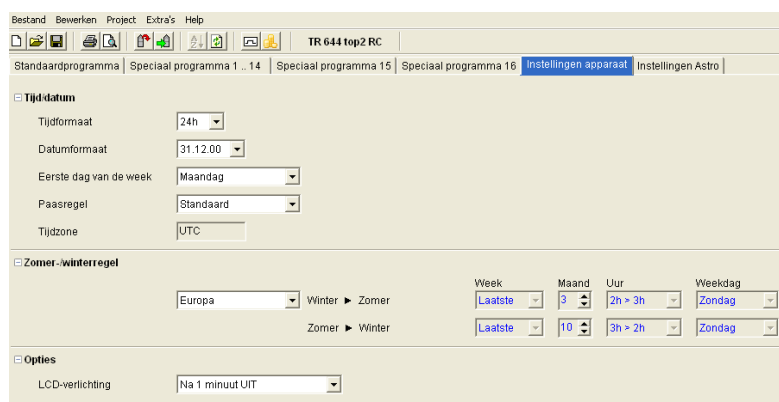 Bestand Bewerken Project Extra's Help
TR 644 top2 RC
Standaardprogramma Speciaal programma 1 .. 14 Speciaal programma 15 Speciaal programma 16 Instellingen apparaat Instellingen Astro
Tijd/datum
Tijdformaat 24h
Datumformaat 31.12.00
Eerste dag van de week Maandag
Paasregel Standaard
Tijdzone UTC
Zomer-/winterregel
Week Maand Uur Weekdag
Europa Winter ► Zomer Laatste 3 2h > 3h Zondag
Zomer ► Winter Laatste 10 3h > 2h Zondag
Opties
LCD-verlichting Na 1 minuut UIT